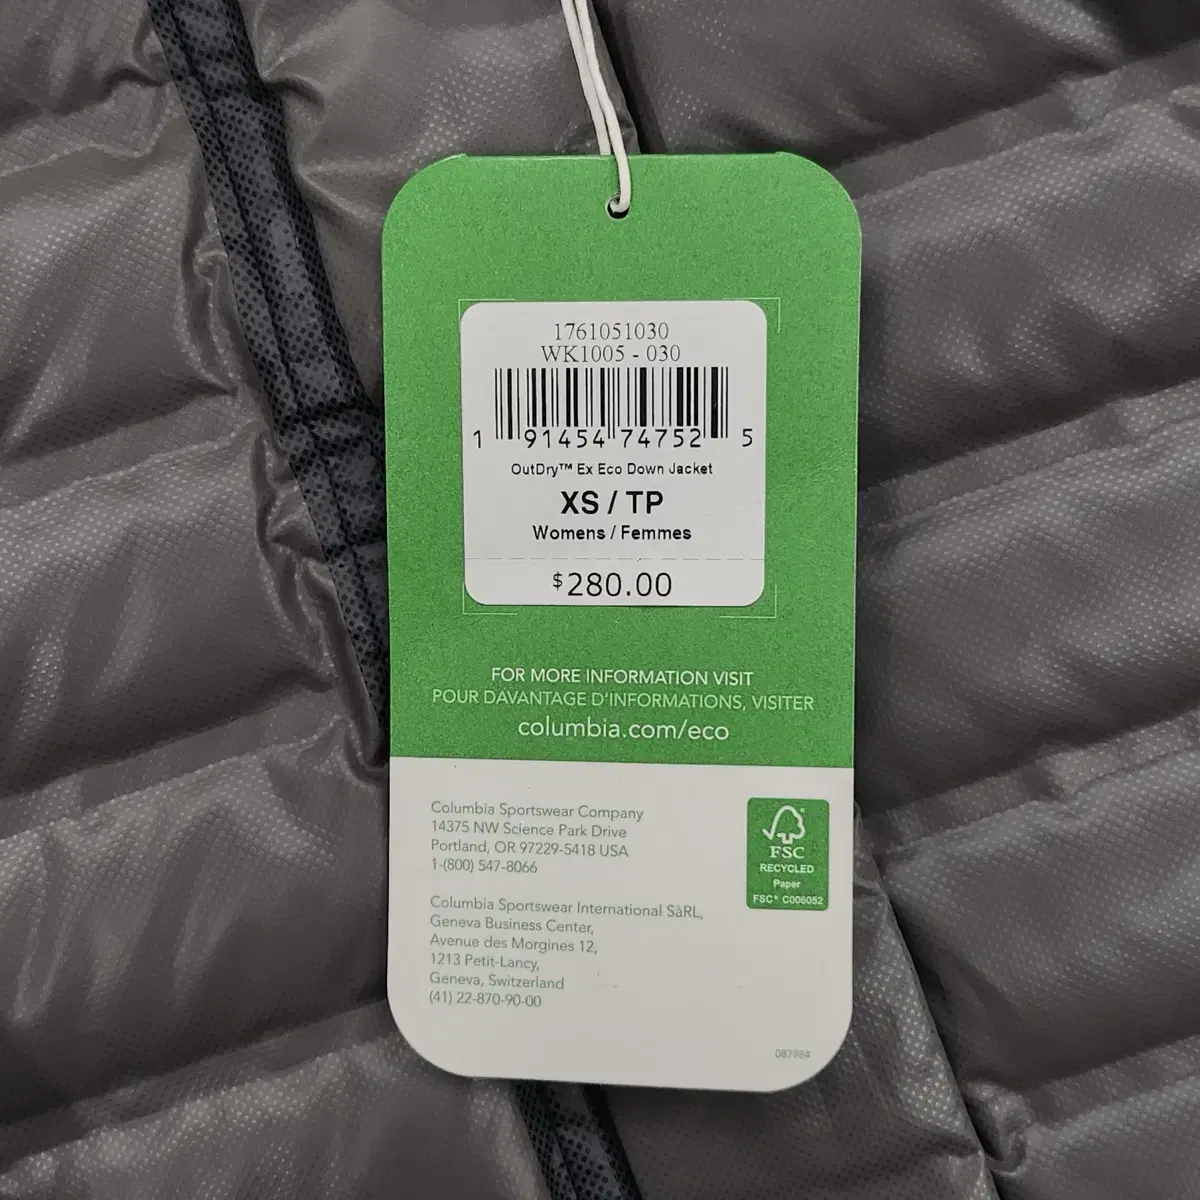 1761051030
WK1005 - 030
1 91454 74752 5
OutDry™ Ex Eco Down Jacket
XS / TP
Womens / Femmes
$280.00
FOR MORE INFORMATION VISIT
POUR DAVANTAGE D'INFORMATIONS, VISITER
columbia.com/eco
Columbia Sportswear Company
14375 NW Science Park Drive
Portland, OR 97229-5418 USA
1-(800) 547-8066
Columbia Sportswear International SàRL,
Geneva Business Center,
Avenue des Morgines 12,
1213 Petit-Lancy,
Geneva, Switzerland
(41) 22-870-90-00
FSC
RECYCLED
Paper
FSC® C006052
087984